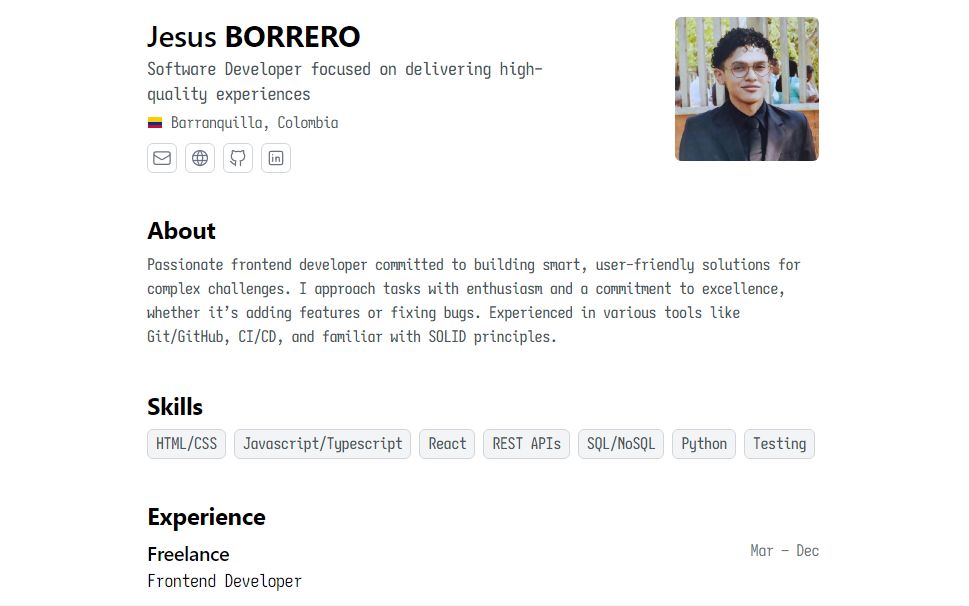 Jesus BORRERO
Software Developer focused on delivering high-
quality experiences
Barranquilla, Colombia
in
About
Passionate frontend developer committed to building smart, user-friendly solutions for
complex challenges. I approach tasks with enthusiasm and a commitment to excellence,
whether it’s adding features or fixing bugs. Experienced in various tools like
Git/GitHub, CI/CD, and familiar with SOLID principles.
Skills
HTML/CSS Javascript/Typescript React REST APIs SQL/NoSQL Python Testing
Experience
Freelance Mar – Dec
Frontend Developer